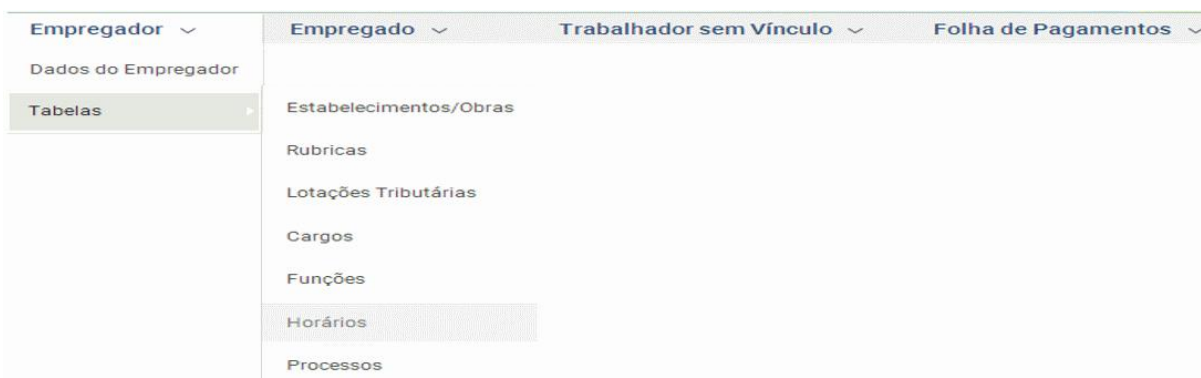 Empregador Empregado Trabalhador sem Vínculo Folha de Pagamentos
Dados do Empregador
Tabelas
Estabelecimentos/Obras
Rubricas
Lotações Tributárias
Cargos
Funções
Horários
Processos